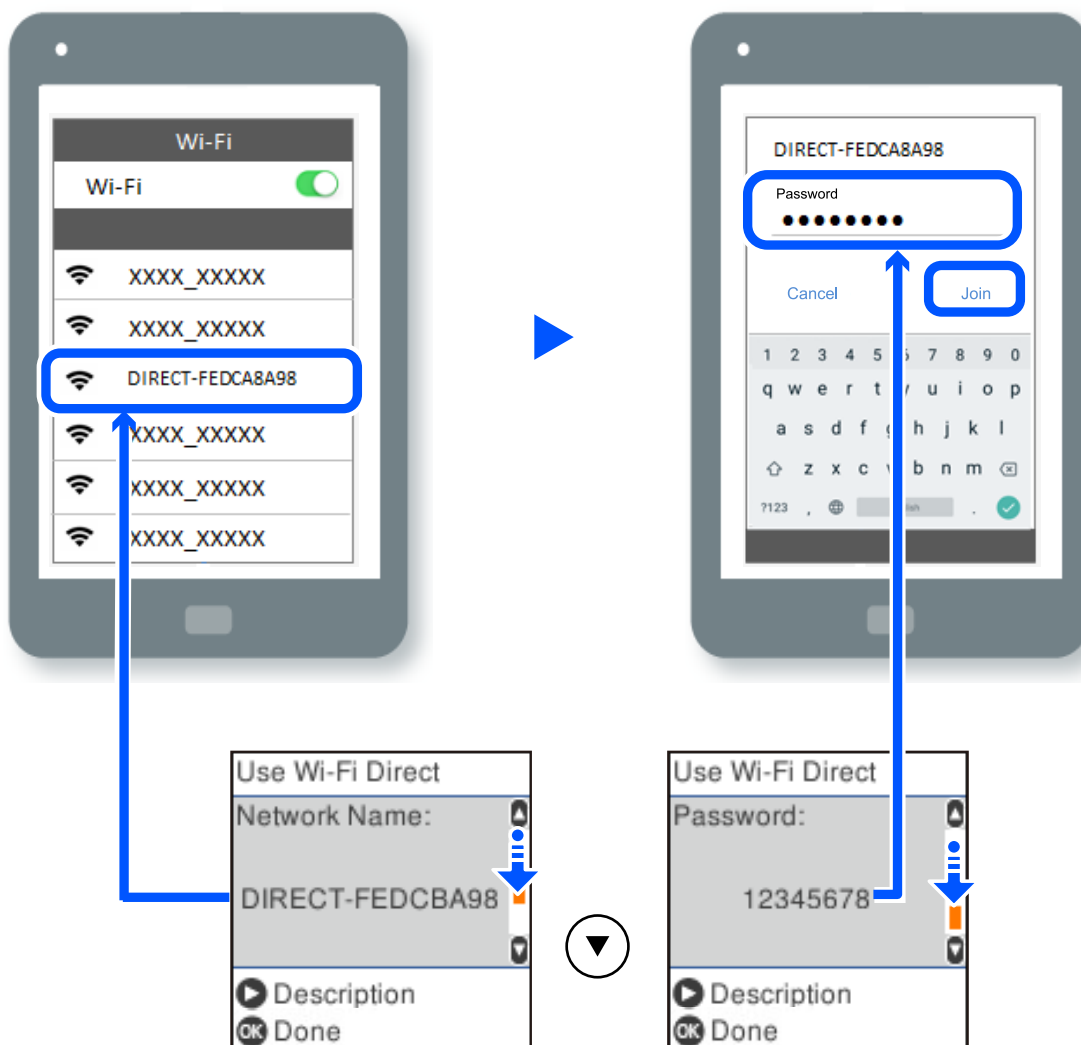 Wi-Fi
Wi-Fi
XXXX_XXXXX
XXXX_XXXXX
DIRECT-FEDCA8A98
XXXX_XXXXX
XXXX_XXXXX
XXXX_XXXXX
DIRECT-FEDCA8A98
Password
Cancel
Join
1 2 3 4 5 7 8 9 0
q w e r t u i o p
a s d f h j k l
z x c b n m
?123 , .
Use Wi-Fi Direct
Network Name:
DIRECT-FEDCBA98
Description
OK Done
Use Wi-Fi Direct
Password:
12345678
Description
OK Done